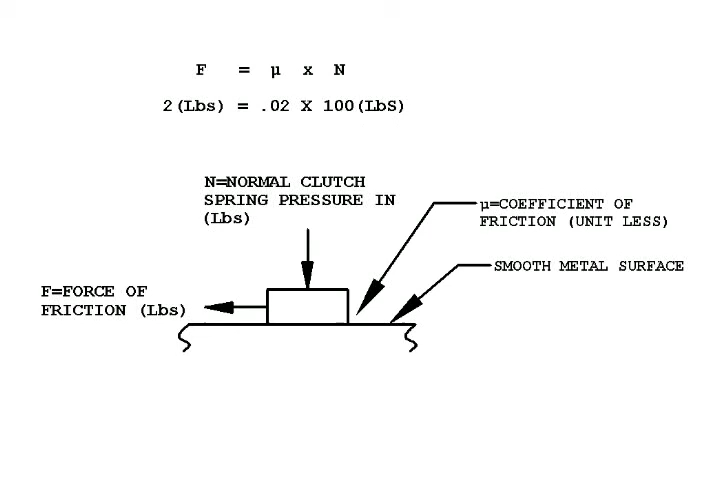 F = μ x N
2(Lbs) = .02 X 100(LbS)
N=NORMAL CLUTCH
SPRING PRESSURE IN
(Lbs)
μ=COEFFICIENT OF
FRICTION (UNIT LESS)
SMOOTH METAL SURFACE
F=FORCE OF
FRICTION (Lbs)